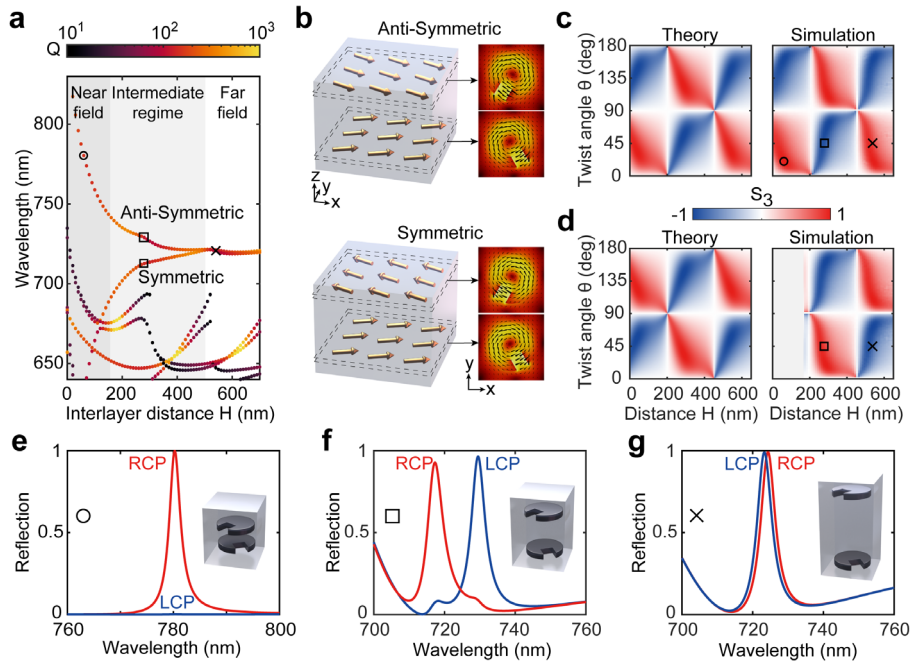 a
Q 10¹ 10² 10³
Near field
Intermediate regime
Far field
Anti-Symmetric
Symmetric
Wavelength (nm)
800
750
700
650
0 200 400 600
Interlayer distance H (nm)
b
Anti-Symmetric
z
y
x
Symmetric
y
x
c
Theory
Simulation
Twist angle θ (deg)
180
135
90
45
0
S₃
-1 1
d
Theory
Simulation
Twist angle θ (deg)
180
135
90
45
0
0 200 400 600
0 200 400 600
Distance H (nm)
Distance H (nm)
e
Reflection
1
0.5
0
RCP
LCP
760 780 800
Wavelength (nm)
f
Reflection
1
0.5
0
RCP
LCP
700 720 740 760
Wavelength (nm)
g
Reflection
1
0.5
0
LCP
RCP
700 720 740 760
Wavelength (nm)